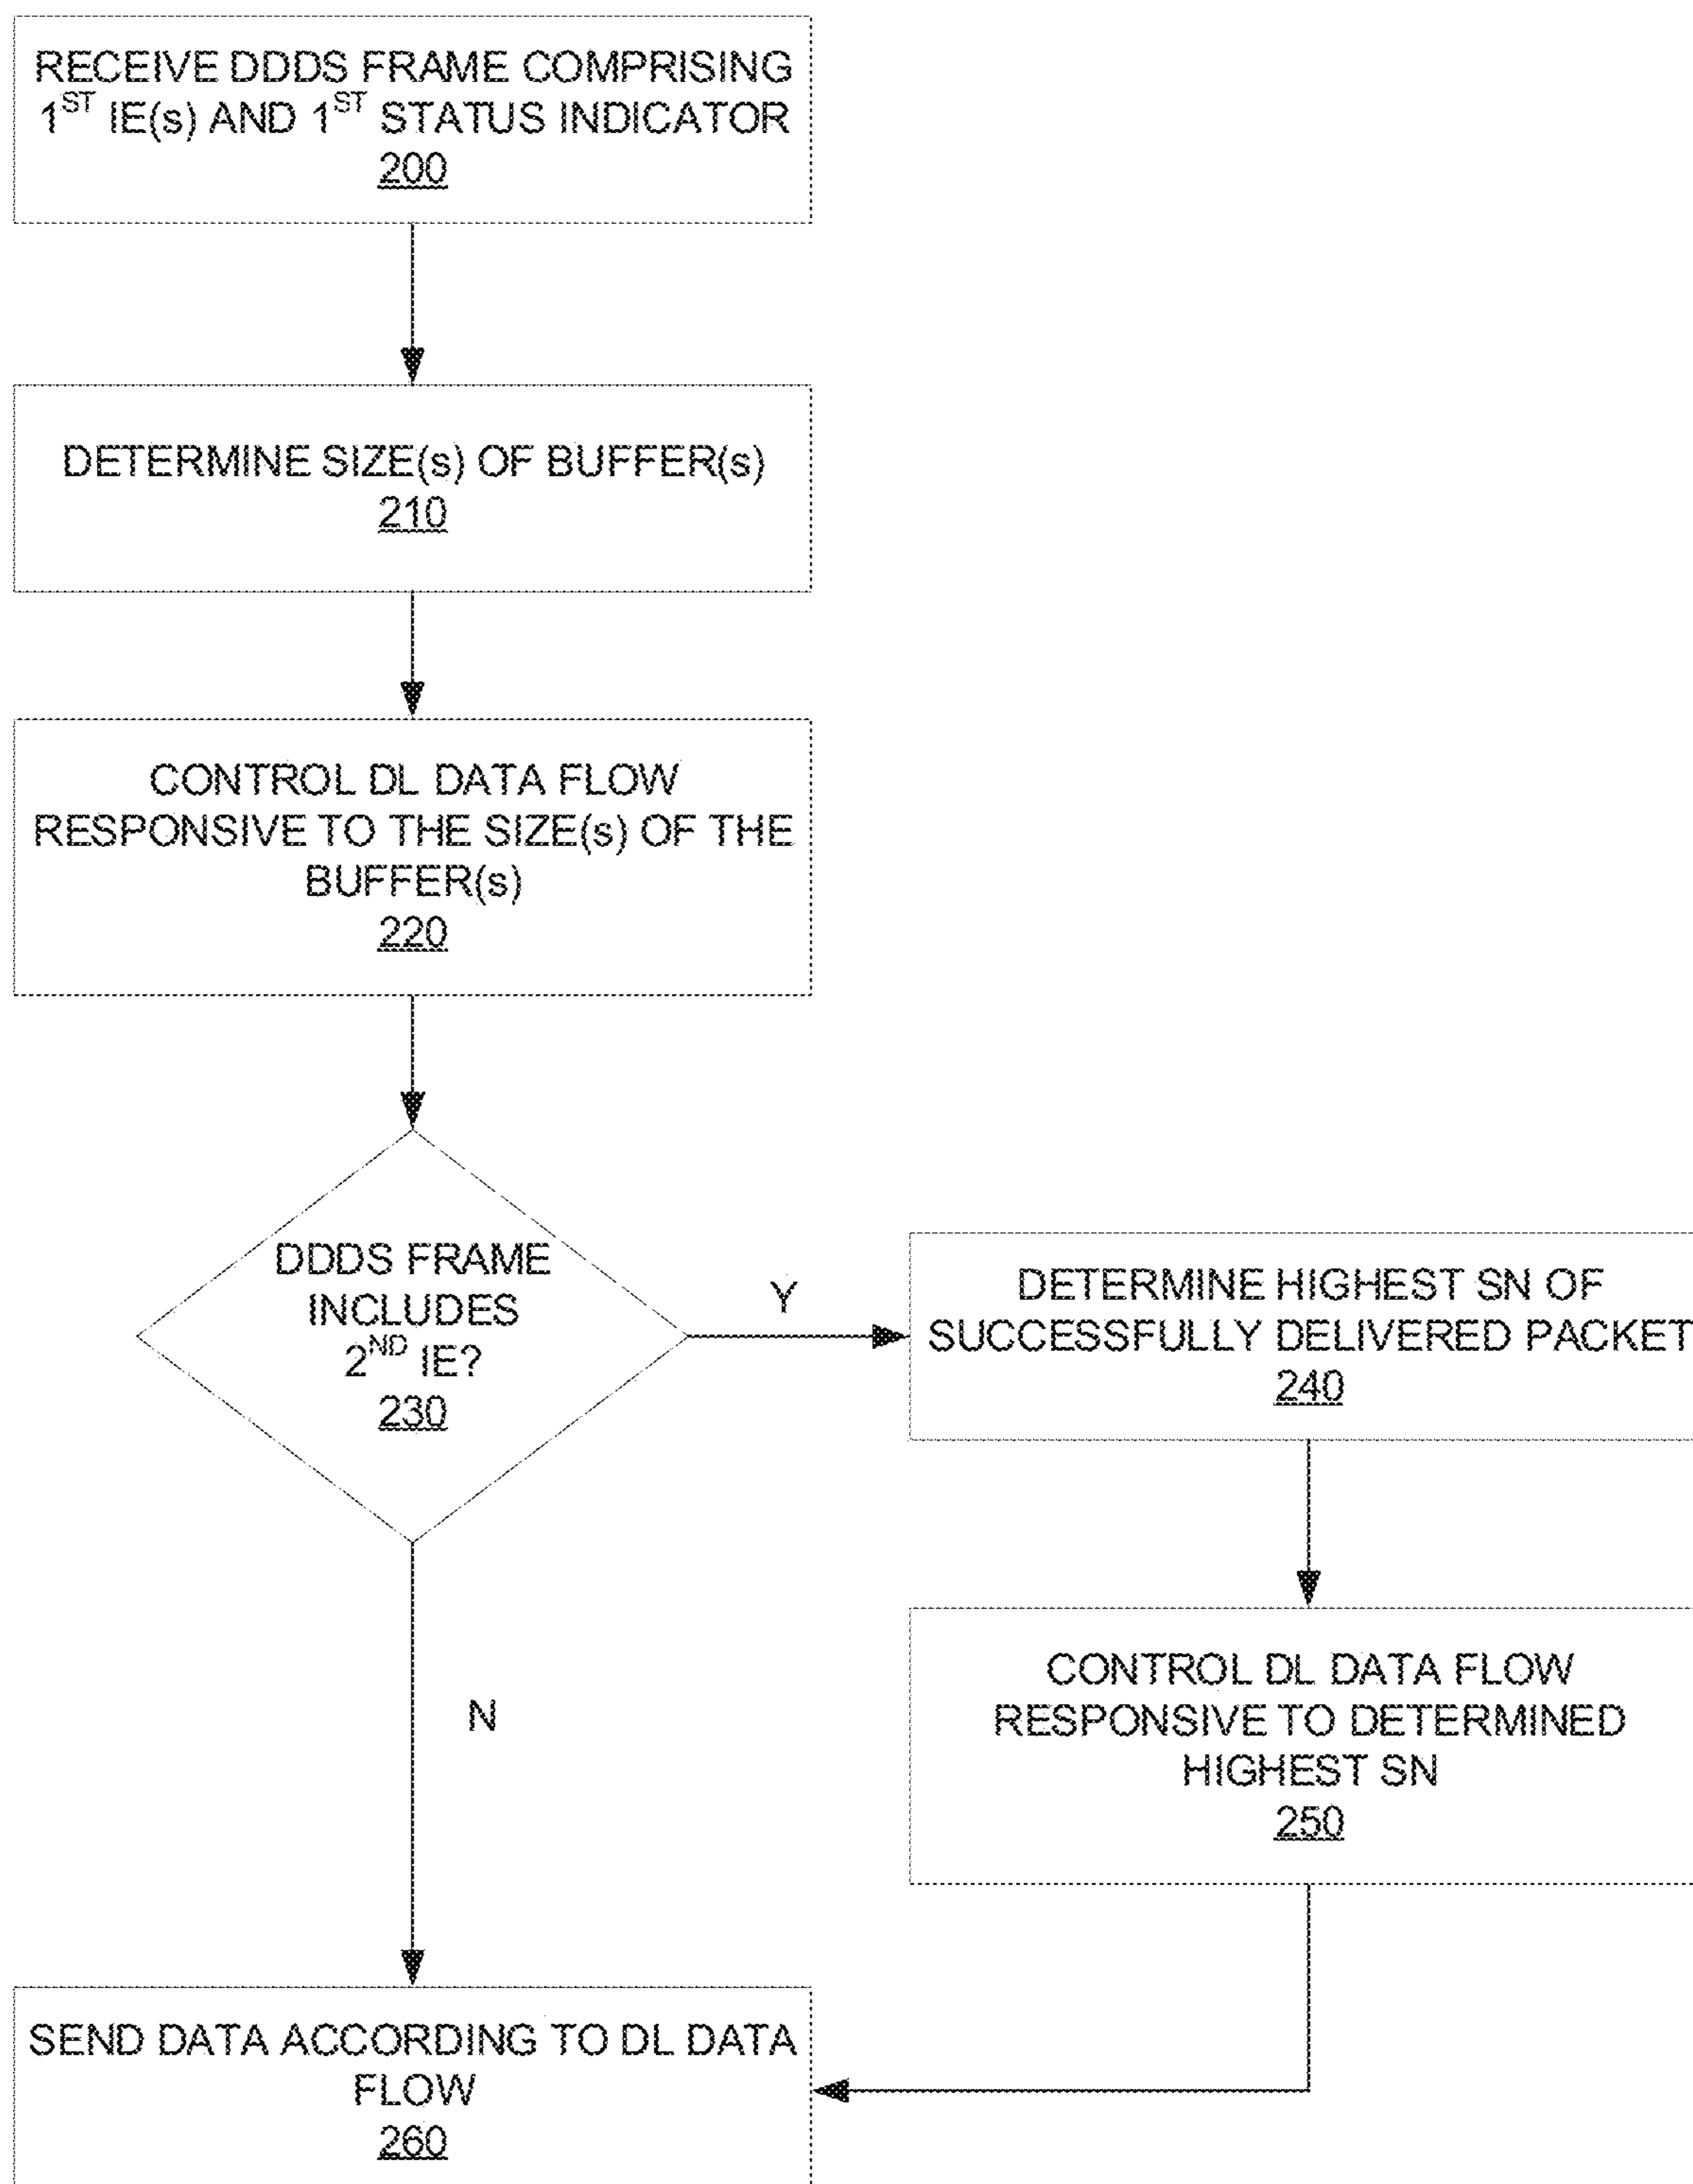 RECEIVE DDDS FRAME COMPRISING
1ST IE(s) AND 1ST STATUS INDICATOR
200
DETERMINE SIZE(s) OF BUFFER(s)
210
CONTROL DL DATA FLOW
RESPONSIVE TO THE SIZE(s) OF THE
BUFFER(s)
220
DDDS FRAME
INCLUDES
2ND IE?
230
Y
DETERMINE HIGHEST SN OF
SUCCESSFULLY DELIVERED PACKET
240
CONTROL DL DATA FLOW
RESPONSIVE TO DETERMINED
HIGHEST SN
250
N
SEND DATA ACCORDING TO DL DATA
FLOW
260